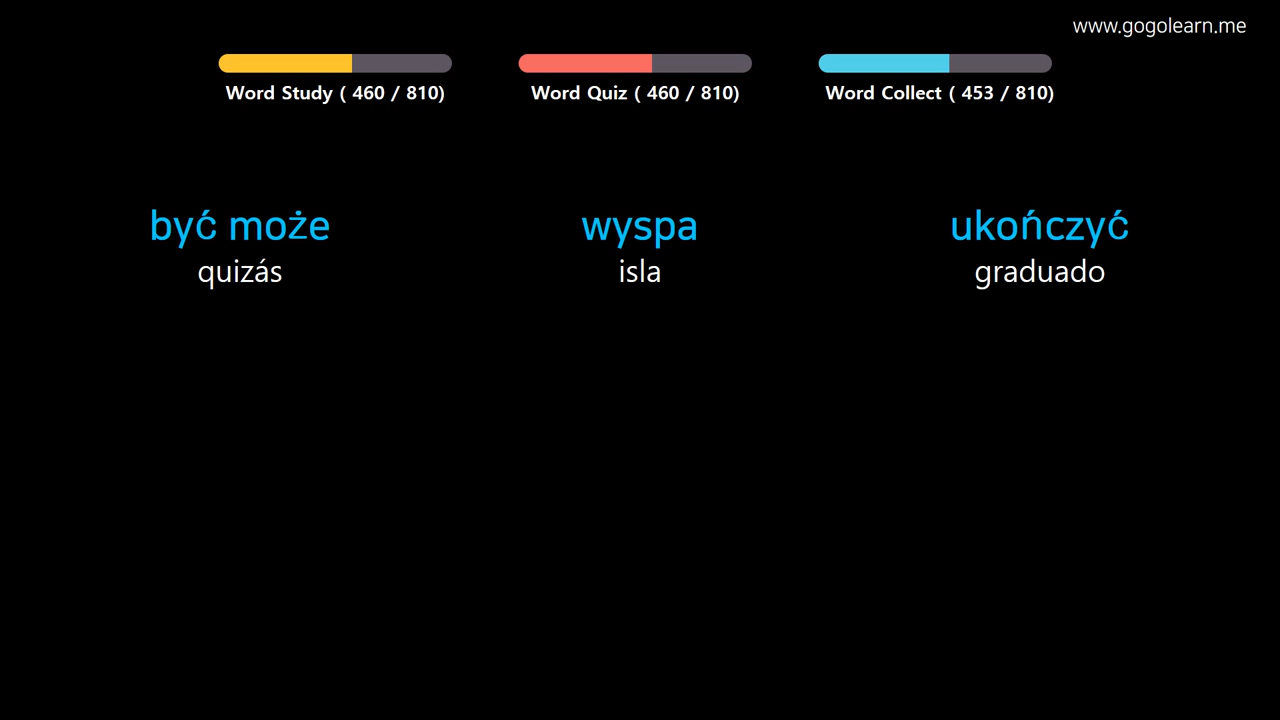 www.gogolearn.me
Word Study ( 460 / 810)
Word Quiz ( 460 / 810)
Word Collect ( 453 / 810)
być może
quizás
wyspa
isla
ukończyć
graduado